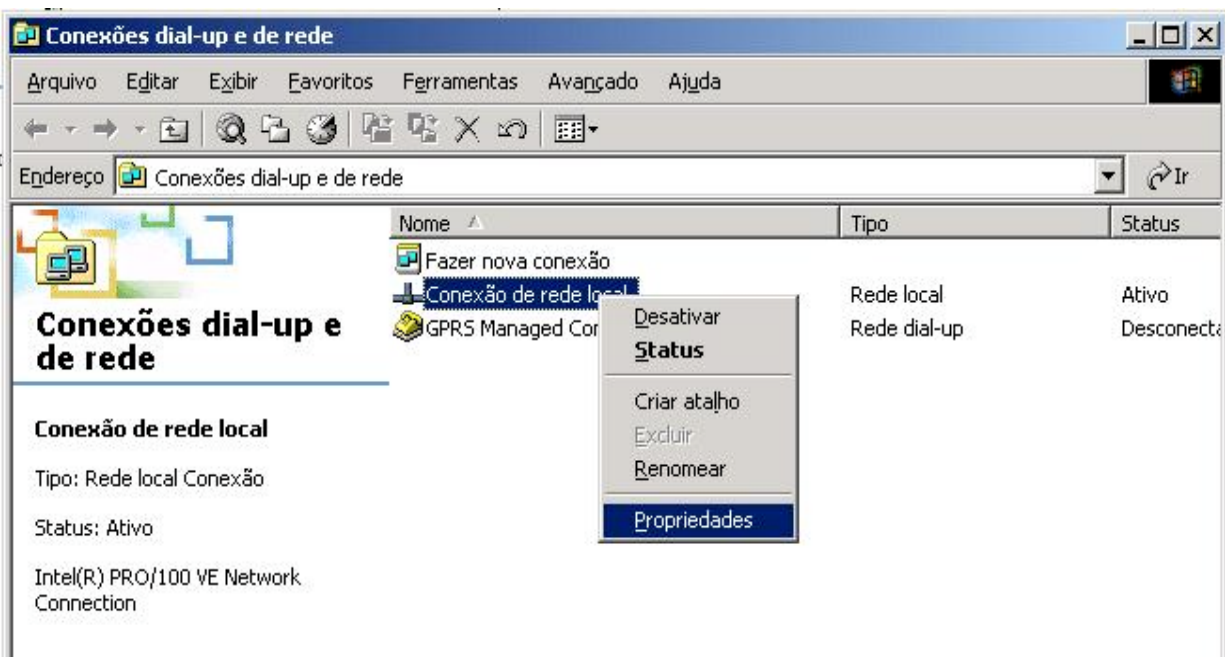 Conexões dial-up e de rede
Arquivo Editar Exibir Favoritos Ferramentas Avançado Ajuda
Endereço Conexões dial-up e de rede Ir
Nome Tipo Status
Fazer nova conexão
Conexão de rede local Rede local Ativo
GPRS Managed Rede dial-up
Desativar
Status
Criar atalho
Excluir
Renomear
Propriedades
Conexões dial-up e
de rede
Conexão de rede local
Tipo: Rede local Conexão
Status: Ativo
Intel(R) PRO/100 VE Network
Connection